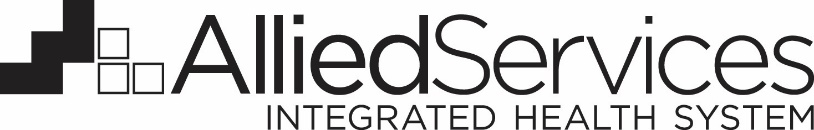 AlliedServices
INTEGRATED HEALTH SYSTEM